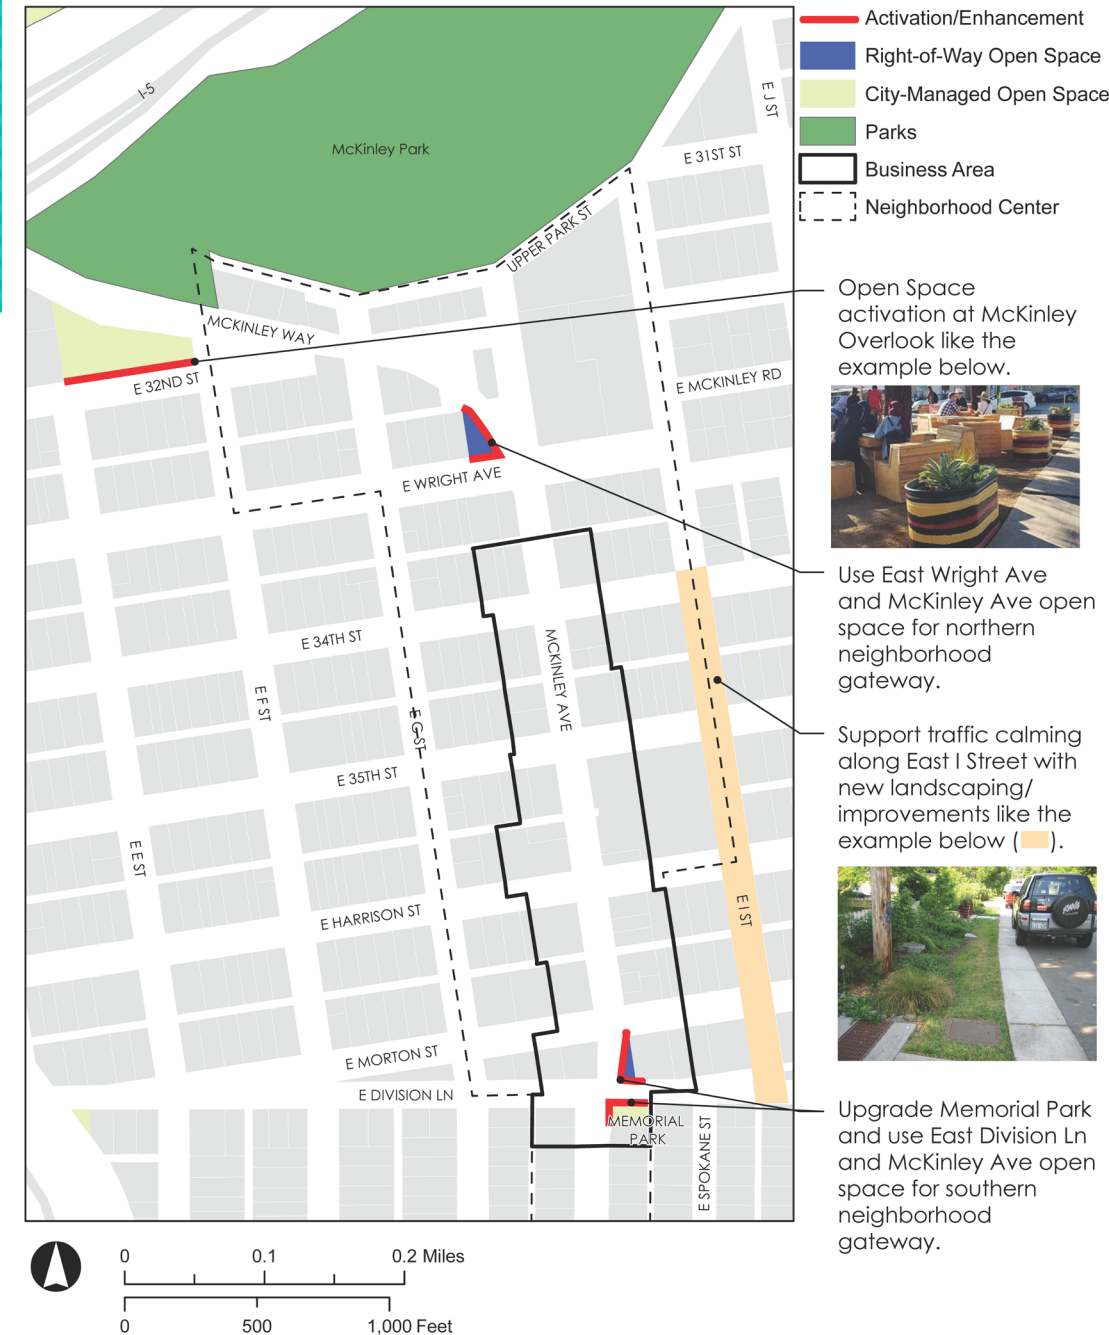 Activation/Enhancement
Right-of-Way Open Space
City-Managed Open Space
Parks
Business Area
Neighborhood Center
I-5
McKinley Park
E J ST
E 31ST ST
UPPER PARK ST
MCKINLEY WAY
E 32ND ST
E MCKINLEY RD
E WRIGHT AVE
E 34TH ST
MCKINLEY AVE
E F ST
E G ST
E 35TH ST
E E ST
E HARRISON ST
E I ST
E MORTON ST
E DIVISION LN
MEMORIAL
PARK
E SPOKANE ST
Open Space
activation at McKinley
Overlook like the
example below.
Use East Wright Ave
and McKinley Ave open
space for northern
neighborhood
gateway.
Support traffic calming
along East I Street with
new landscaping/
improvements like the
example below ( ).
Upgrade Memorial Park
and use East Division Ln
and McKinley Ave open
space for southern
neighborhood
gateway.
0 0.1 0.2 Miles
0 500 1,000 Feet